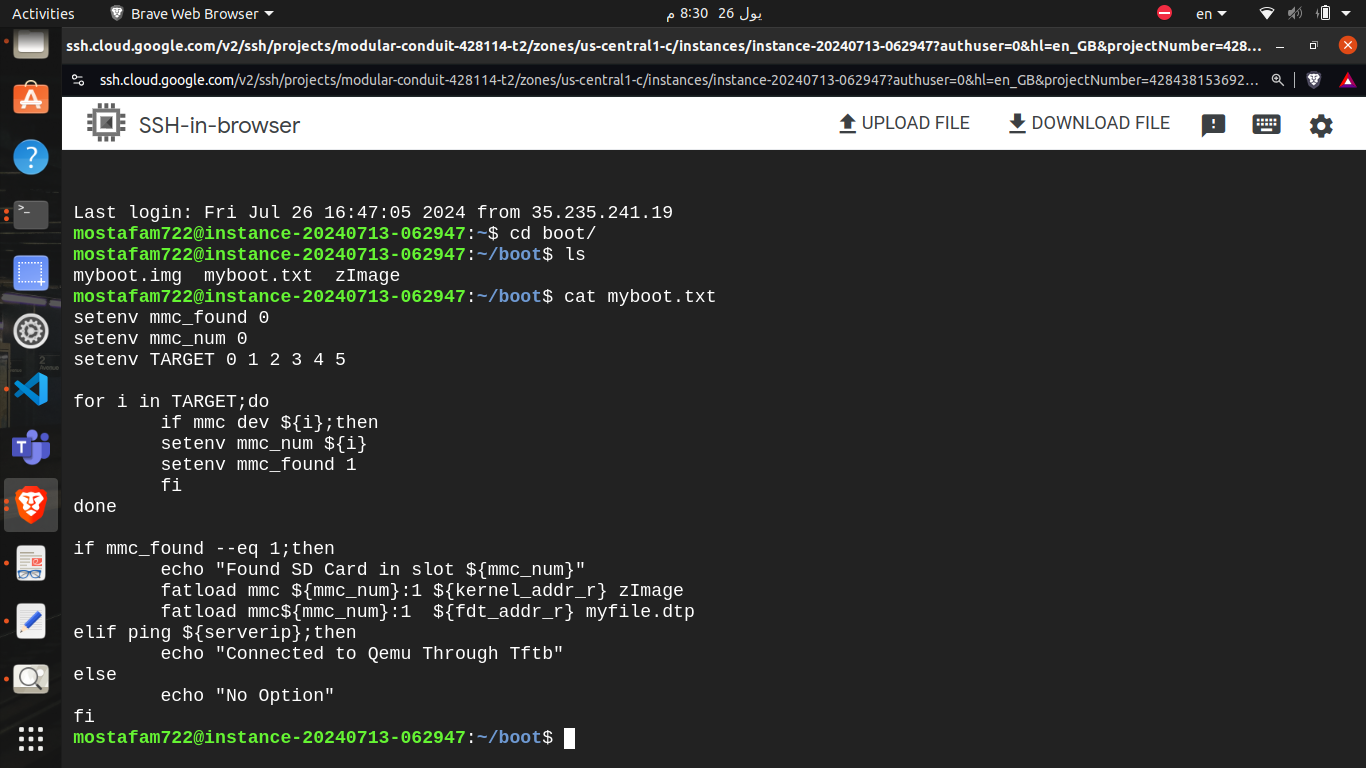 Activities Brave Web Browser 8:30 م 26 يول en
ssh.cloud.google.com/v2/ssh/projects/modular-conduit-428114-t2/zones/us-central1-c/instances/instance-20240713-062947?authuser=0&hl=en_GB&projectNumber=428...
ssh.cloud.google.com/v2/ssh/projects/modular-conduit-428114-t2/zones/us-central1-c/instances/instance-20240713-062947?authuser=0&hl=en_GB&projectNumber=428438153692...
SSH-in-browser UPLOAD FILE DOWNLOAD FILE
Last login: Fri Jul 26 16:47:05 2024 from 35.235.241.19
mostafam722@instance-20240713-062947:~$ cd boot/
mostafam722@instance-20240713-062947:~/boot$ ls
myboot.img  myboot.txt  zImage
mostafam722@instance-20240713-062947:~/boot$ cat myboot.txt
setenv mmc_found 0
setenv mmc_num 0
setenv TARGET 0 1 2 3 4 5
for i in TARGET;do
        if mmc dev ${i};then
        setenv mmc_num ${i}
        setenv mmc_found 1
        fi
done
if mmc_found --eq 1;then
        echo "Found SD Card in slot ${mmc_num}"
        fatload mmc ${mmc_num}:1 ${kernel_addr_r} zImage
        fatload mmc${mmc_num}:1  ${fdt_addr_r} myfile.dtp
elif ping ${serverip};then
        echo "Connected to Qemu Through Tftb"
else
        echo "No Option"
fi
mostafam722@instance-20240713-062947:~/boot$